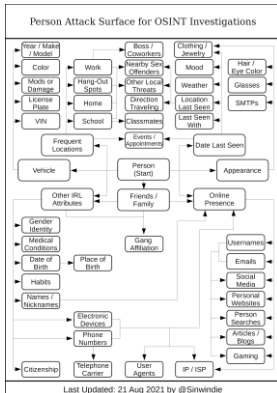 Person Attack Surface for OSINT Investigations
Year / Make / Model
Color
Mods or Damage
License Plate
VIN
Work
Hang-Out Spots
Home
School
Boss / Coworkers
Nearby Sex Offenders
Other Local Threats
Direction Traveling
Classmates
Events / Appointments
Clothing / Jewelry
Mood
Weather
Location Last Seen
Last Seen With
Hair / Eye Color
Glasses
SMTPs
Frequent Locations
Date Last Seen
Vehicle
Person (Start)
Appearance
Other IRL Attributes
Friends / Family
Online Presence
Gender Identity
Medical Conditions
Date of Birth
Place of Birth
Habits
Names / Nicknames
Gang Affiliation
Usernames
Emails
Social Media
Personal Websites
Person Searches
Articles / Blogs
Gaming
Electronic Devices
Phone Numbers
Citizenship
Telephone Carrier
User Agents
IP / ISP
Last Updated: 21 Aug 2021 by @Sinwindie